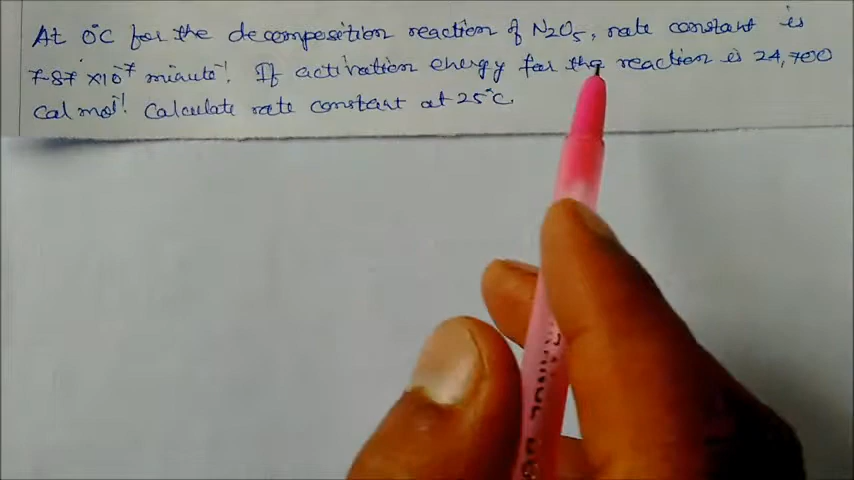 At 0°C for the decomposition reaction of N₂O₅, rate constant is
7.87 × 10⁻⁷ minute⁻¹. If activation energy for the reaction is 24,700
cal mol⁻¹. Calculate rate constant at 25°C.